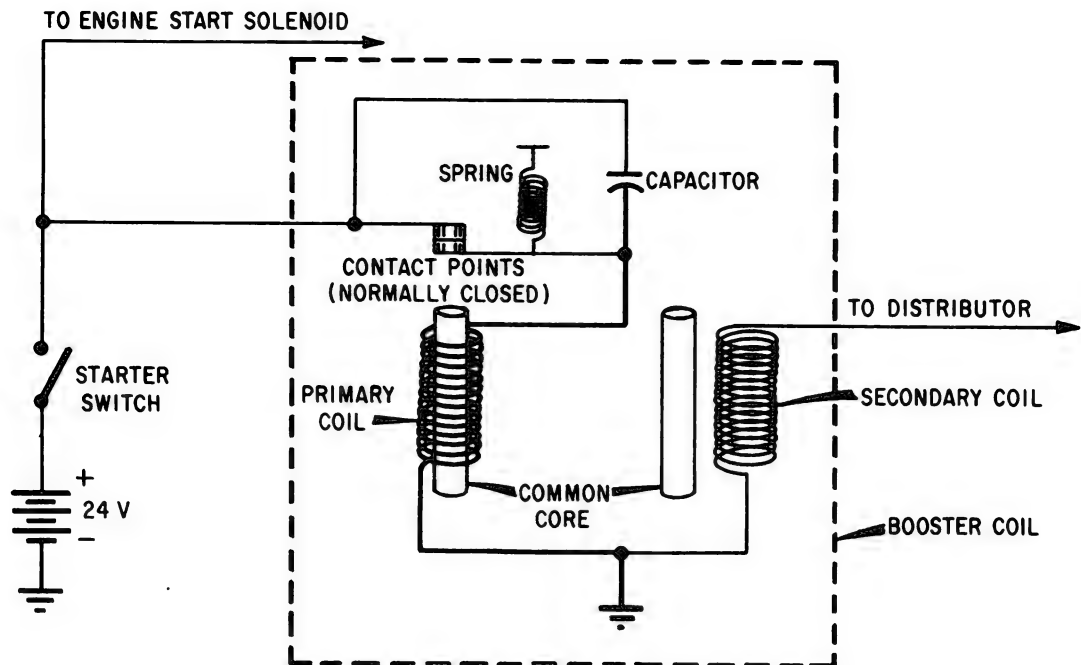 TO ENGINE START SOLENOID
SPRING
CAPACITOR
CONTACT POINTS
(NORMALLY CLOSED)
TO DISTRIBUTOR
STARTER
SWITCH
PRIMARY
COIL
SECONDARY COIL
+
24 V
−
COMMON
CORE
BOOSTER COIL